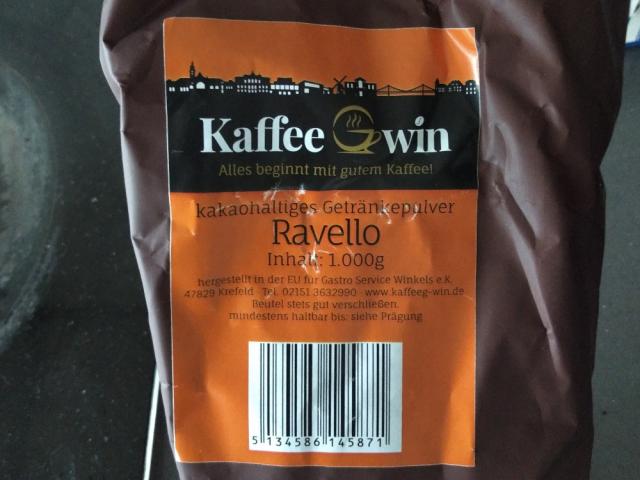 Kaffee G win
Alles beginnt mit gutem Kaffee!
kakaohaltiges Getränkepulver
Ravello
Inhalt: 1.000g
hergestellt in der EU für Gastro Service Winkels e.K.
47829 Krefeld · Tel. 02151 3632990 · www.kaffeeg-win.de
Beutel stets gut verschließen.
mindestens haltbar bis: siehe Prägung
5 134586 145871